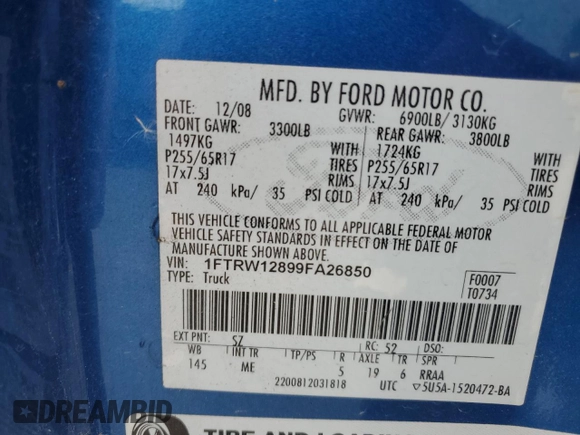 MFD. BY FORD MOTOR CO.
DATE: 12/08 GVWR: 6900LB/ 3130KG
FRONT GAWR: 3300LB REAR GAWR: 3800LB
1497KG WITH 1724KG WITH
P255/65R17 TIRES P255/65R17 TIRES
17x7.5J RIMS 17x7.5J RIMS
AT 240 kPa/ 35 PSI COLD AT 240 kPa/ 35 PSI COLD
THIS VEHICLE CONFORMS TO ALL APPLICABLE FEDERAL MOTOR
VEHICLE SAFETY STANDARDS IN EFFECT ON THE DATE OF
MANUFACTURE SHOWN ABOVE.
VIN: 1FTRW12899FA26850 F0007
TYPE: Truck T0734
EXT PNT: SZ RC: 52 DSO:
WB INT TR TP/PS R AXLE TR SPR
145 ME 5 19 6 RRAA
2200812031818 UTC ▽5U5A-1520472-BA
DREAMBID